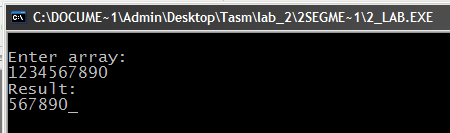 C:\DOCUME~1\Admin\Desktop\Tasm\lab_2\2SEGME~1\2_LAB.EXE
Enter array:
1234567890
Result:
567890_